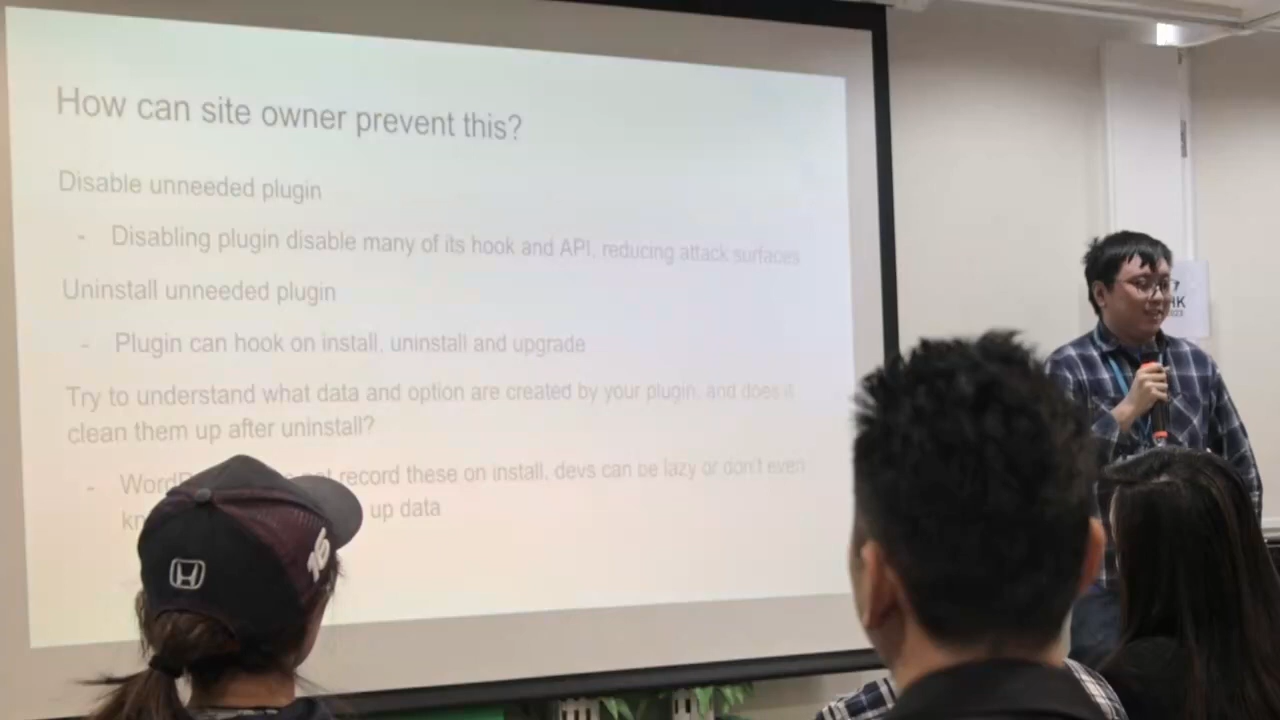 How can site owner prevent this?
Disable unneeded plugin
- Disabling plugin disable many of its hook and API, reducing attack surfaces
Uninstall unneeded plugin
- Plugin can hook on install, uninstall and upgrade
Try to understand what data and option are created by your plugin, and does it
clean them up after uninstall?
- record these on install, devs can be lazy or don't even
up data
16
HK